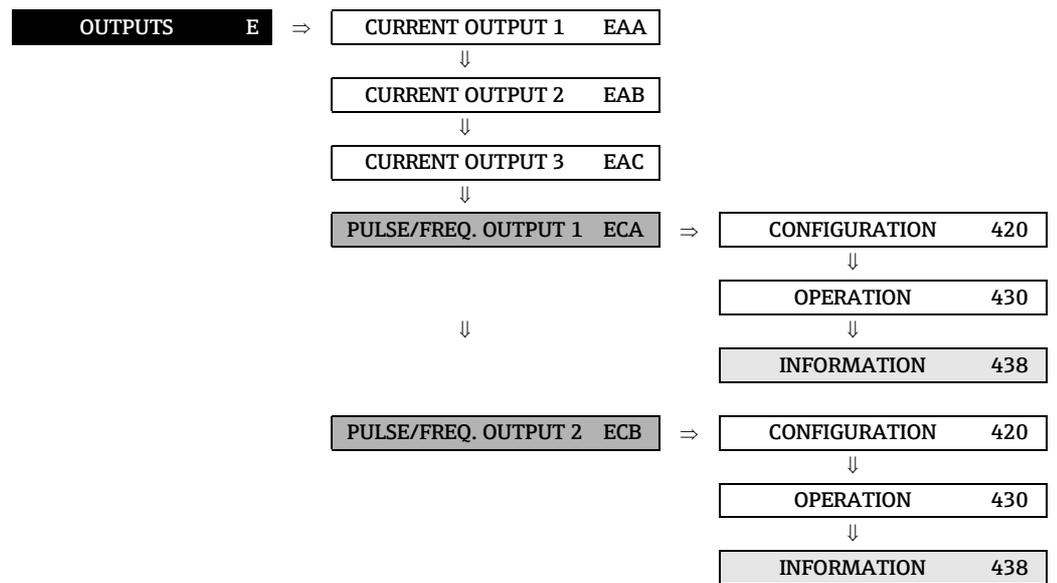 OUTPUTS E ⇒ CURRENT OUTPUT 1 EAA
⇓
CURRENT OUTPUT 2 EAB
⇓
CURRENT OUTPUT 3 EAC
⇓
PULSE/FREQ. OUTPUT 1 ECA ⇒ CONFIGURATION 420
⇓
OPERATION 430
⇓ ⇓
INFORMATION 438
PULSE/FREQ. OUTPUT 2 ECB ⇒ CONFIGURATION 420
⇓
OPERATION 430
⇓
INFORMATION 438